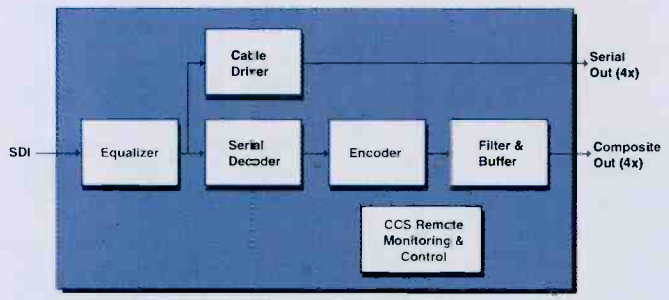 Cable
Driver
Serial
Out (4x)
SDI
Equalizer
Serial
Decoder
Encoder
Filter &
Buffer
Composite
Out (4x)
CCS Remote
Monitoring &
Control